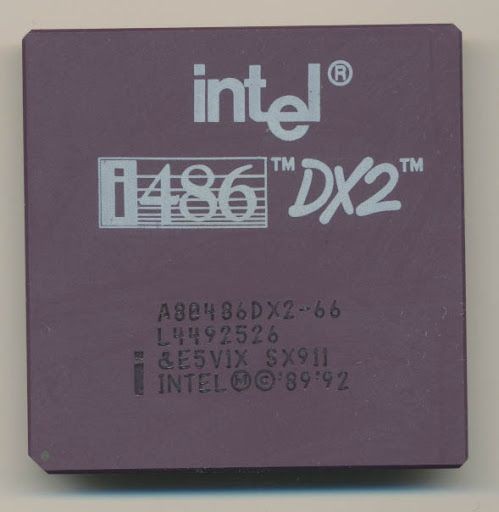 intel®
i486™ DX2™
A80486DX2-66
L4492526
i &E5V1X SX911
INTEL Ⓜ © '89 '92